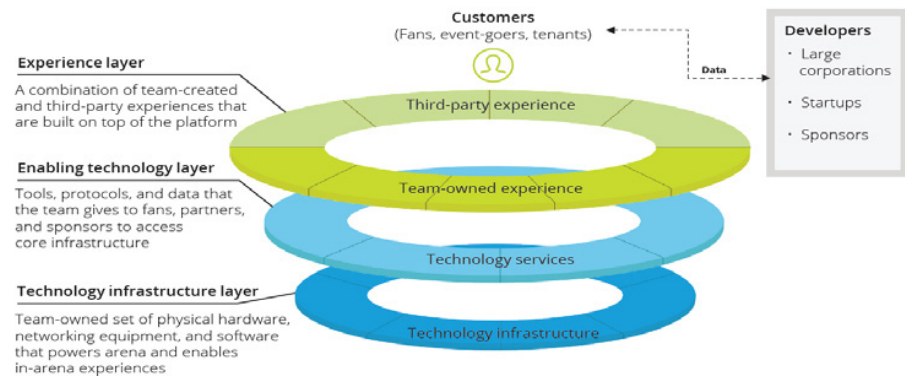 Customers
(Fans, event-goers, tenants)
Developers
· Large
corporations
· Startups
· Sponsors
Data
Experience layer
A combination of team-created
and third-party experiences that
are built on top of the platform
Third-party experience
Team-owned experience
Enabling technology layer
Tools, protocols, and data that
the team gives to fans, partners,
and sponsors to access
core infrastructure
Technology services
Technology infrastructure layer
Team-owned set of physical hardware,
networking equipment, and software
that powers arena and enables
in-arena experiences
Technology infrastructure